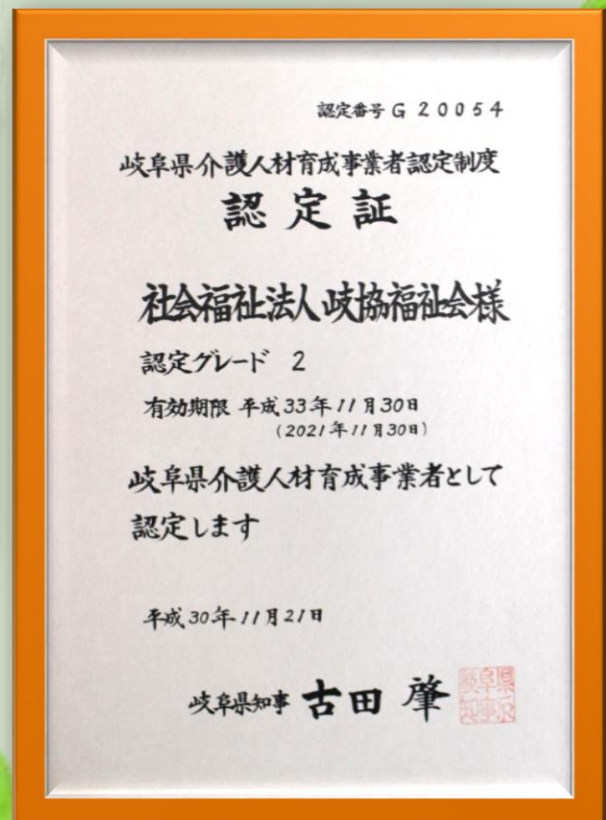 認定番号 G 20054
岐阜県介護人材育成事業者認定制度
認定証
社会福祉法人岐協福祉会様
認定グレード 2
有効期限 平成33年11月30日
(2021年11月30日)
岐阜県介護人材育成事業者として
認定します
平成30年11月21日
岐阜県知事 古田 肇